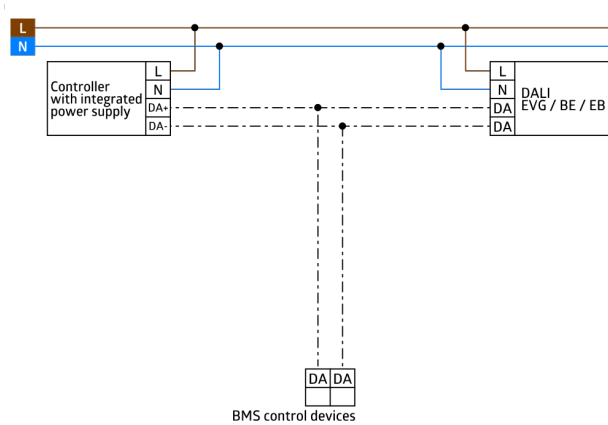 L
N
Controller
with integrated
power supply
L
N
DA+
DA-
L
N
DA
DA
DALI
EVG / BE / EB
DA DA
BMS control devices